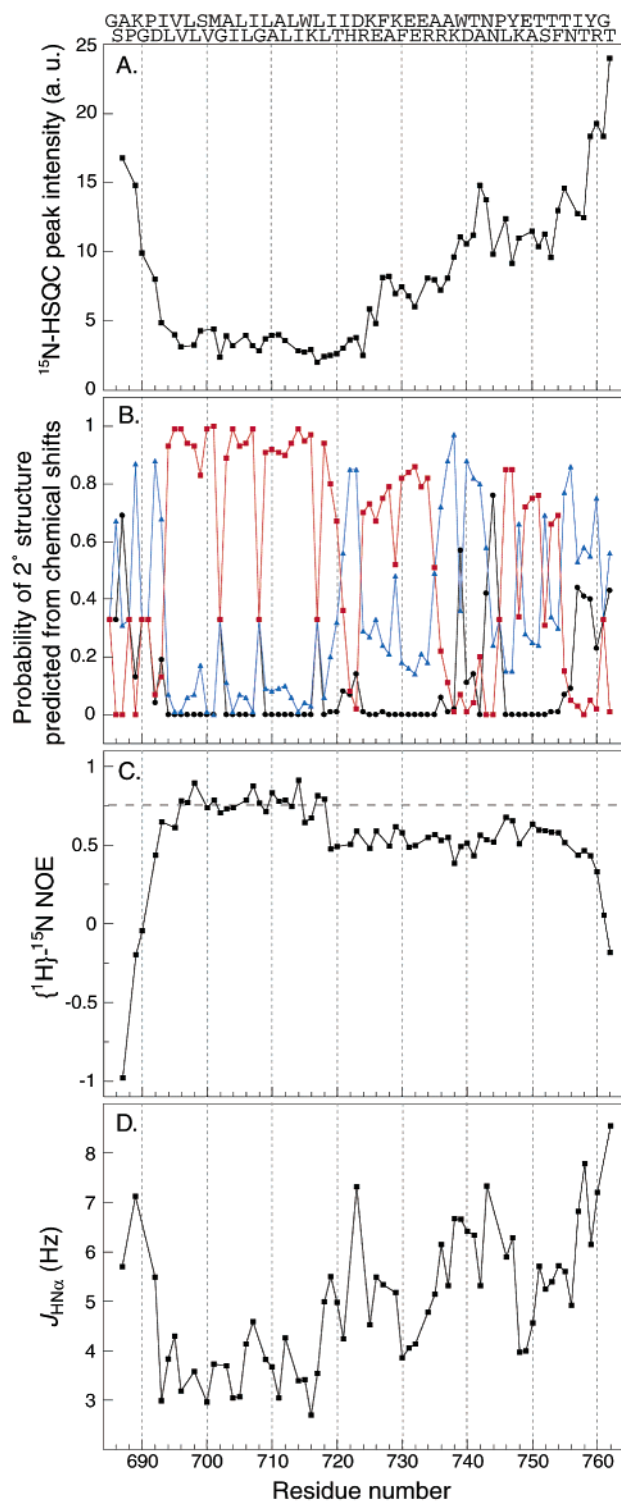 GAKPIVLSMALILALWLIIDKFKEEAAWTNPYETTTIYG
SPGDLVLVGILGALIKLTHREAFERRKDANLKASFNTRT
A.
25
20
15
10
5
0
¹⁵N-HSQC peak intensity (a. u.)
B.
1
0.8
0.6
0.4
0.2
0
Probability of 2° structure
predicted from chemical shifts
C.
1
0.5
0
-0.5
-1
{¹H}-¹⁵N NOE
D.
8
7
6
5
4
3
J_HNα (Hz)
690 700 710 720 730 740 750 760
Residue number